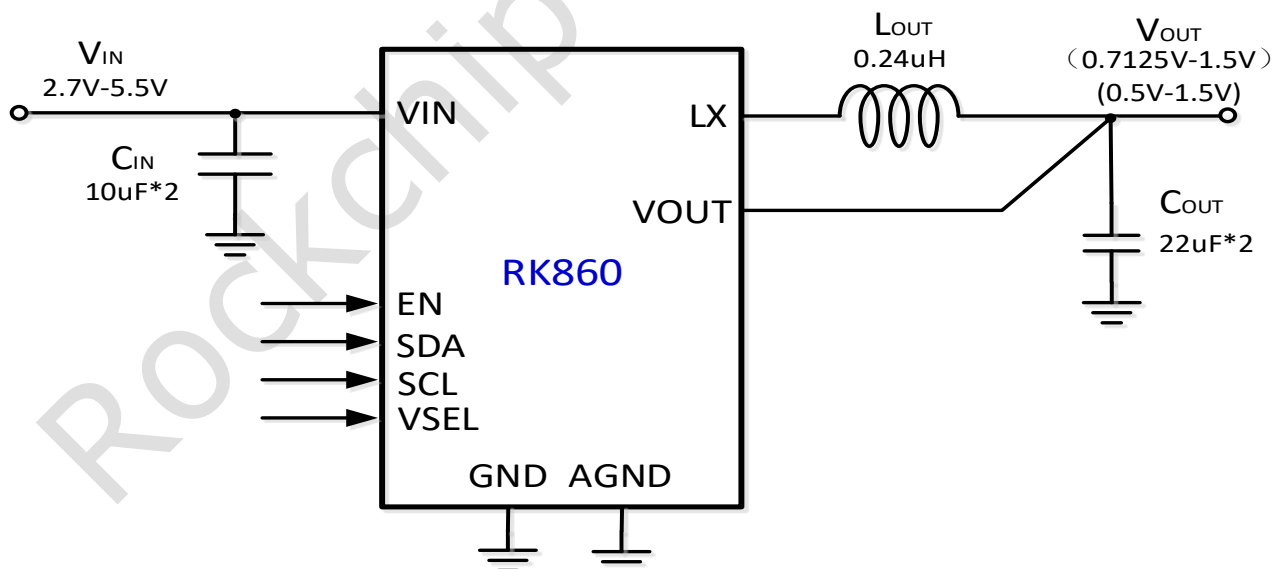 VIN
2.7V-5.5V
CIN
10uF*2
VIN
EN
SDA
SCL
VSEL
RK860
GND AGND
LX
VOUT
LOUT
0.24uH
VOUT
（0.7125V-1.5V）
(0.5V-1.5V)
COUT
22uF*2
Rockchip